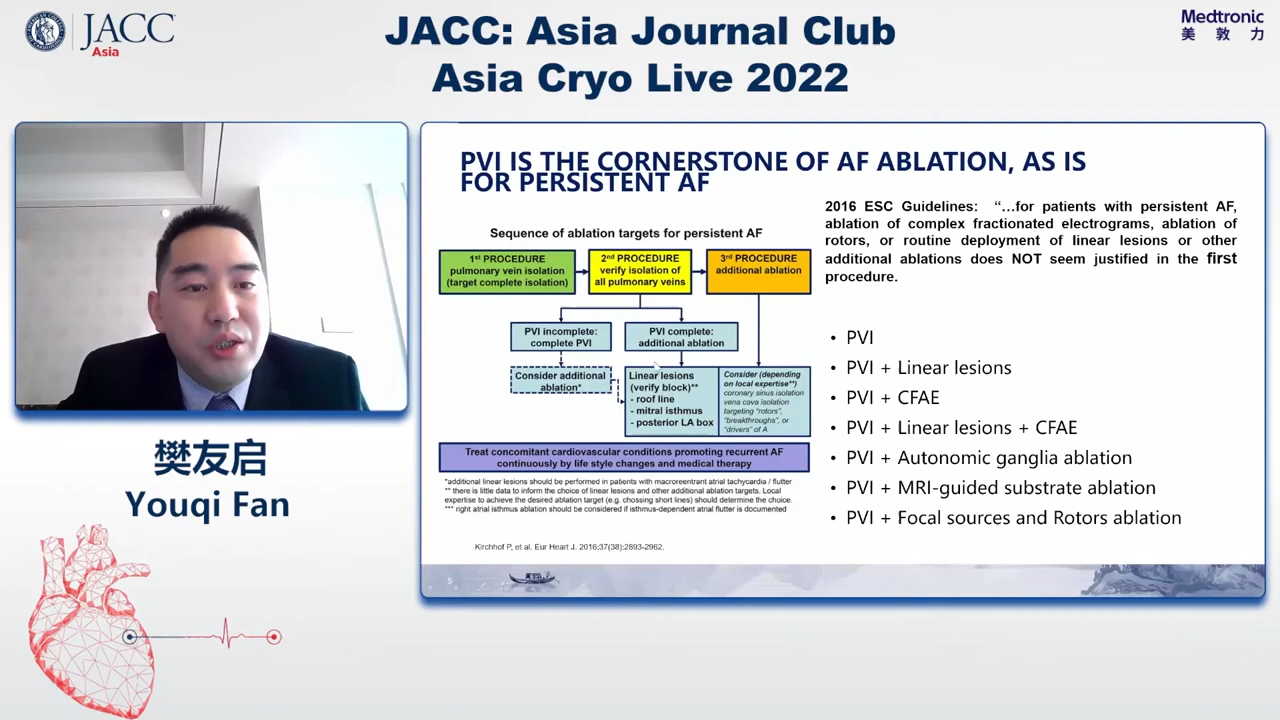 JACC
Asia
JACC: Asia Journal Club
Asia Cryo Live 2022
Medtronic
美敦力
樊友启
Youqi Fan
PVI IS THE CORNERSTONE OF AF ABLATION, AS IS
FOR PERSISTENT AF
Sequence of ablation targets for persistent AF
1st PROCEDURE
pulmonary vein isolation
(target complete isolation)
2nd PROCEDURE
verify isolation of
all pulmonary veins
3rd PROCEDURE
additional ablation
PVI incomplete:
complete PVI
PVI complete:
additional ablation
Consider additional
ablation*
Linear lesions
(verify block)**
- roof line
- mitral isthmus
- posterior LA box
Consider (depending
on local expertise**)
coronary sinus isolation
vena cava isolation
targeting "rotors",
"breakthroughs", or
"drivers" of A
Treat concomitant cardiovascular conditions promoting recurrent AF
continuously by life style changes and medical therapy
*additional linear lesions should be performed in patients with macroreentrant atrial tachycardia / flutter
** there is little data to inform the choice of linear lesions and other additional ablation targets. Local
expertise to achieve the desired ablation target (e.g. chossing short lines) should determine the choice.
*** right atrial isthmus ablation should be considered if isthmus-dependent atrial flutter is documented
Kirchhof P, et al. Eur Heart J. 2016;37(38):2893-2962.
2016 ESC Guidelines: “…for patients with persistent AF,
ablation of complex fractionated electrograms, ablation of
rotors, or routine deployment of linear lesions or other
additional ablations does NOT seem justified in the first
procedure.
• PVI
• PVI + Linear lesions
• PVI + CFAE
• PVI + Linear lesions + CFAE
• PVI + Autonomic ganglia ablation
• PVI + MRI-guided substrate ablation
• PVI + Focal sources and Rotors ablation
5